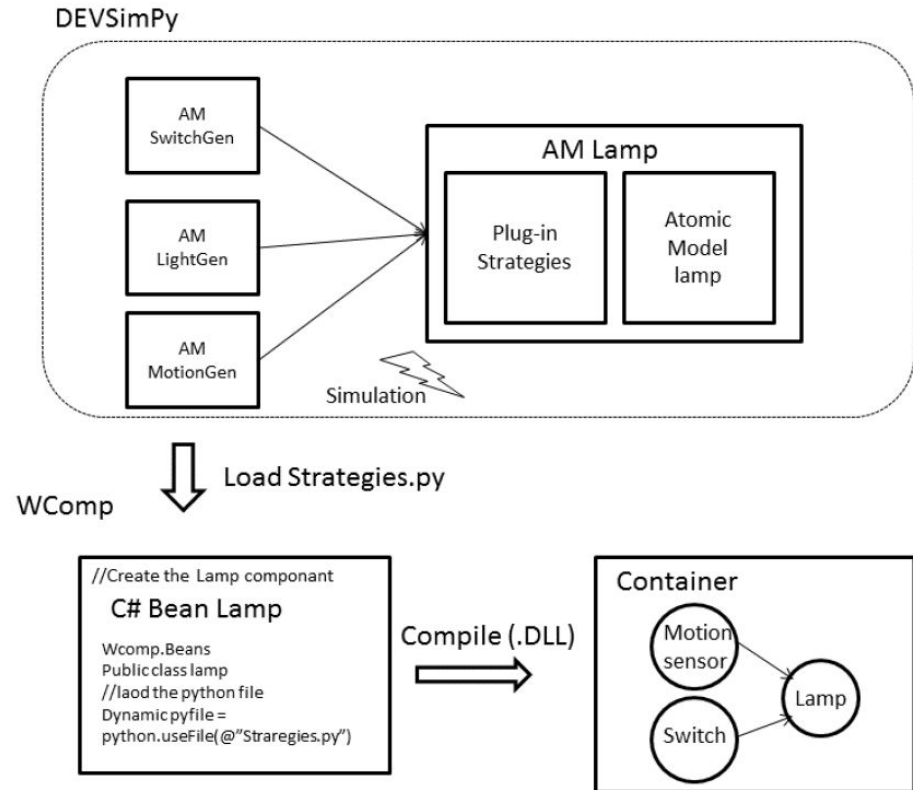 DEVSimPy
AM
SwitchGen
AM
LightGen
AM
MotionGen
AM Lamp
Plug-in
Strategies
Atomic
Model
lamp
Simulation
Load Strategies.py
WComp
//Create the Lamp componant
C# Bean Lamp
Wcomp.Beans
Public class lamp
//laod the python file
Dynamic pyfile =
python.useFile(@”Straregies.py”)
Compile (.DLL)
Container
Motion
sensor
Switch
Lamp